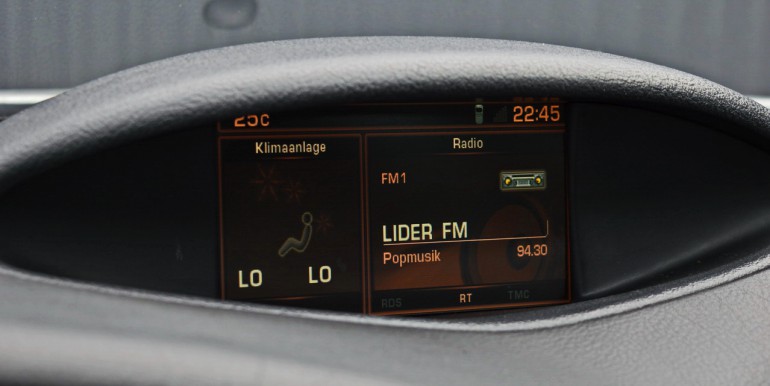 25c
22:45
Klimaanlage
LO LO
Radio
FM1
LIDER FM
Popmusik 94.30
RDS RT TMC